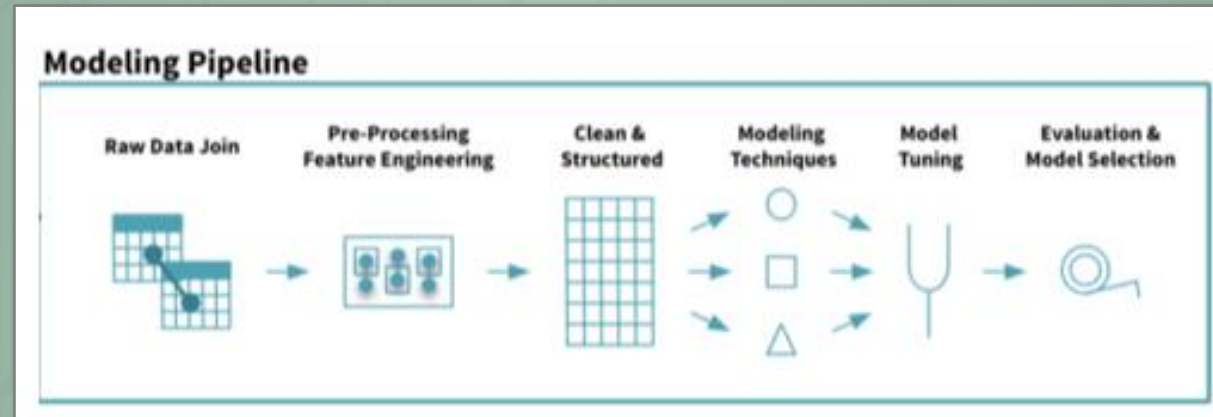 Modeling Pipeline
Raw Data Join
Pre-Processing
Feature Engineering
Clean &
Structured
Modeling
Techniques
Model
Tuning
Evaluation &
Model Selection